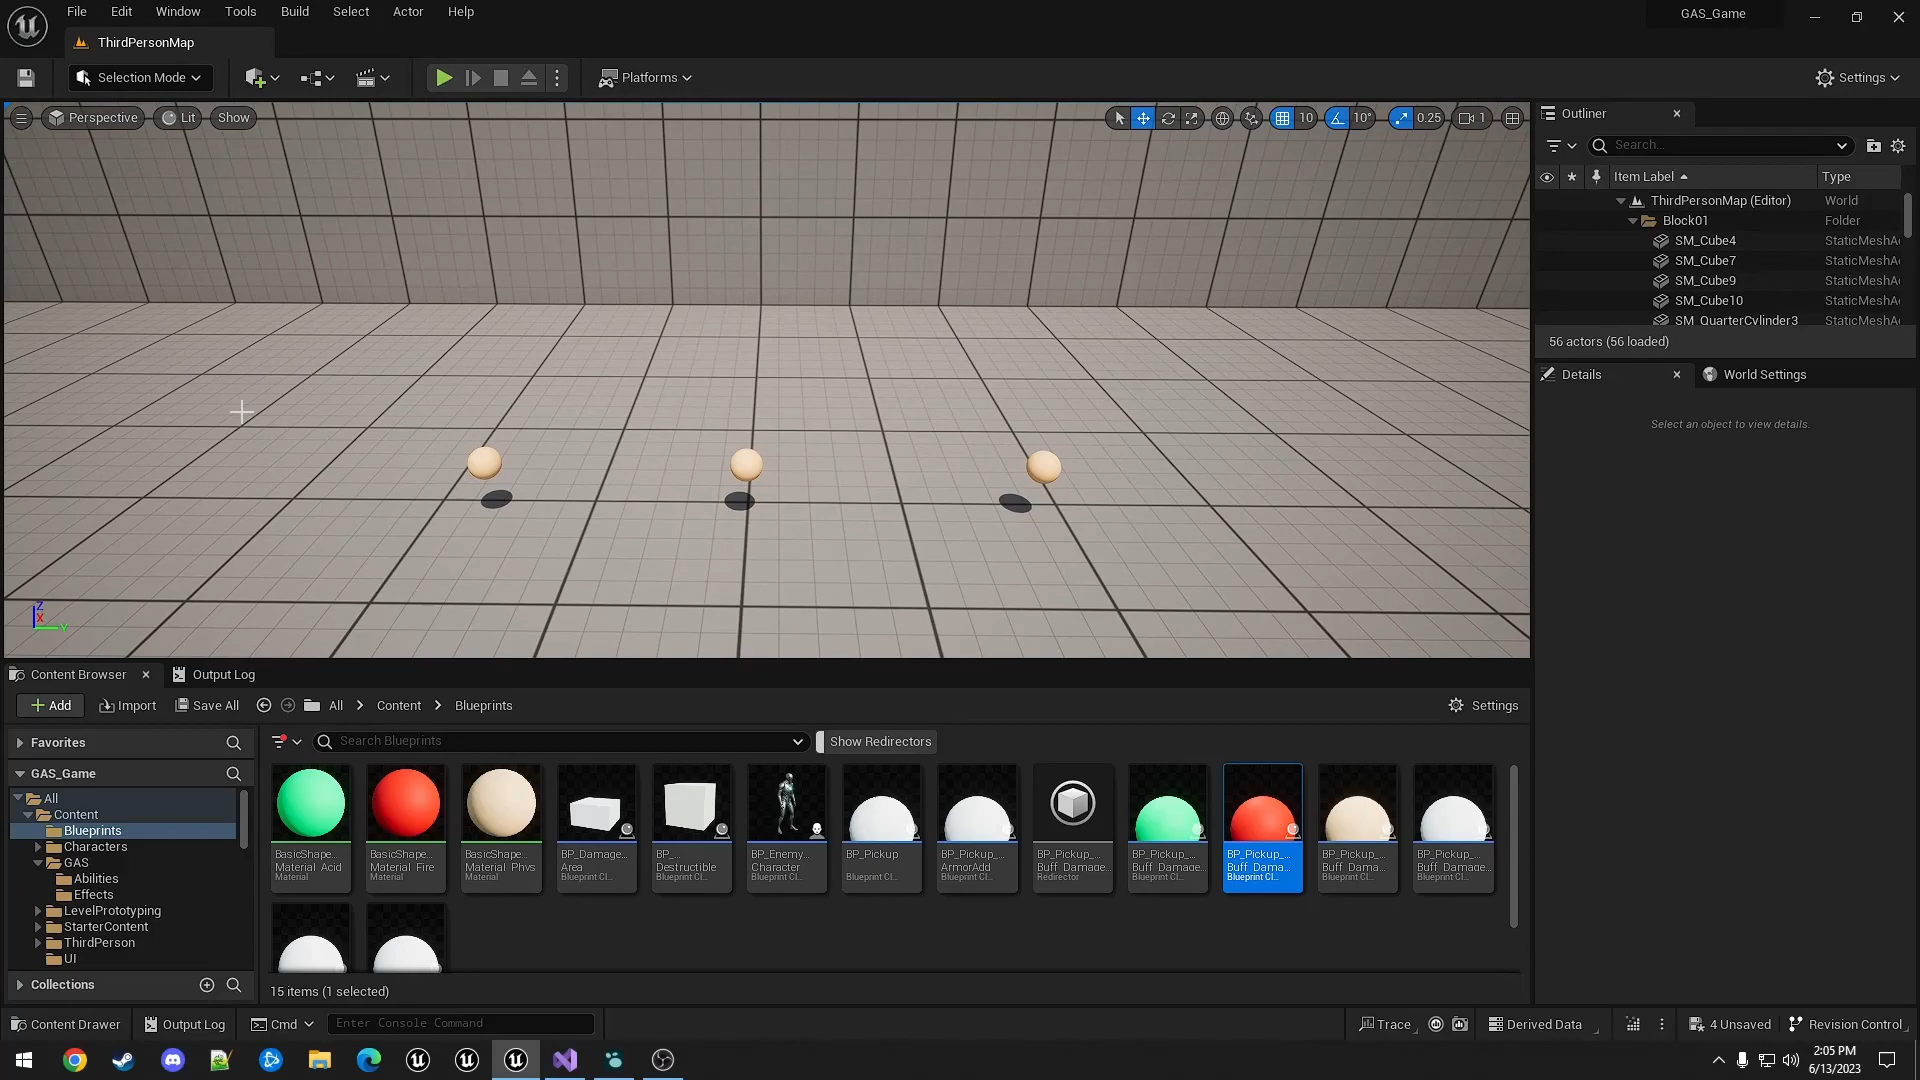 File Edit Window Tools Build Select Actor Help
GAS_Game
ThirdPersonMap
Selection Mode
Platforms
Settings
Perspective
Lit
Show
10
10°
0.25
1
Outliner
Search...
Item Label
Type
ThirdPersonMap (Editor) World
Block01 Folder
SM_Cube4 StaticMeshA
SM_Cube7 StaticMeshA
SM_Cube9 StaticMeshA
SM_Cube10 StaticMeshA
SM_QuarterCylinder3 StaticMeshA
56 actors (56 loaded)
Details
World Settings
Select an object to view details.
Z
X
Y
Content Browser
Output Log
Add
Import
Save All
All
Content
Blueprints
Settings
Favorites
Search Blueprints
Show Redirectors
GAS_Game
All
Content
Blueprints
Characters
GAS
Abilities
Effects
LevelPrototyping
StarterContent
ThirdPerson
UI
Collections
BasicShape...
Material_Acid
Material
BasicShape...
Material_Fire
Material
BasicShape...
Material_Phys
Material
BP_Damage...
Area
Blueprint Cl...
BP_...
Destructible
Blueprint Cl...
BP_Enemy...
Character
Blueprint Cl...
BP_Pickup
Blueprint Cl...
BP_Pickup_...
ArmorAdd
Blueprint Cl...
BP_Pickup_...
Buff_Damage...
Redirector
BP_Pickup_...
Buff_Damage...
Blueprint Cl...
BP_Pickup_...
Buff_Dama...
Blueprint Cl...
BP_Pickup_...
Buff_Damage...
Blueprint Cl...
BP_Pickup_...
Buff_Damage...
Blueprint Cl...
15 items (1 selected)
Content Drawer
Output Log
Cmd
Enter Console Command
Trace
Derived Data
4 Unsaved
Revision Control
2:05 PM
6/13/2023